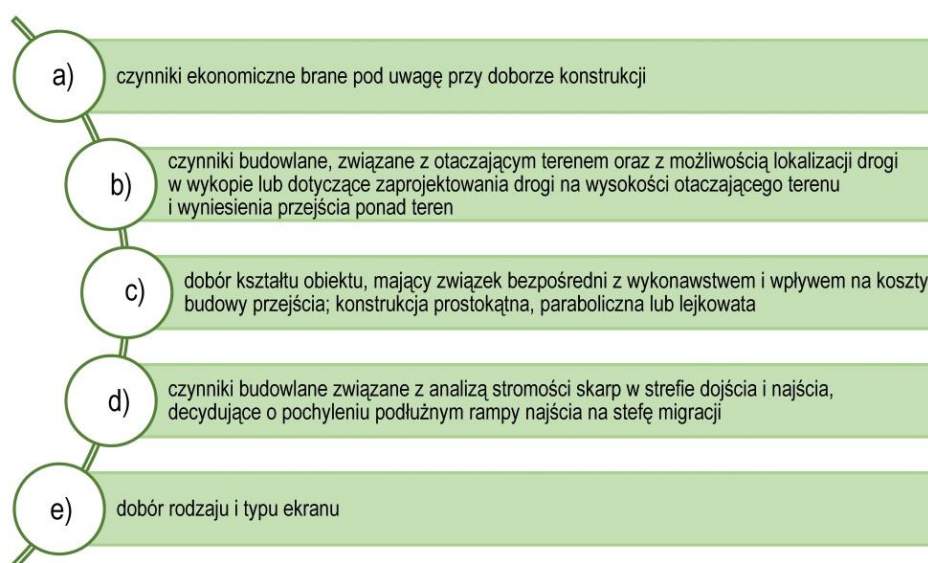 a)
czynniki ekonomiczne brane pod uwagę przy doborze konstrukcji
b)
czynniki budowlane, związane z otaczającym terenem oraz z możliwością lokalizacji drogi
w wykopie lub dotyczące zaprojektowania drogi na wysokości otaczającego terenu
i wyniesienia przejścia ponad teren
c)
dobór kształtu obiektu, mający związek bezpośredni z wykonawstwem i wpływem na koszty
budowy przejścia; konstrukcja prostokątna, paraboliczna lub lejkowata
d)
czynniki budowlane związane z analizą stromości skarp w strefie dojścia i najścia,
decydujące o pochyleniu podłużnym rampy najścia na stefę migracji
e)
dobór rodzaju i typu ekranu